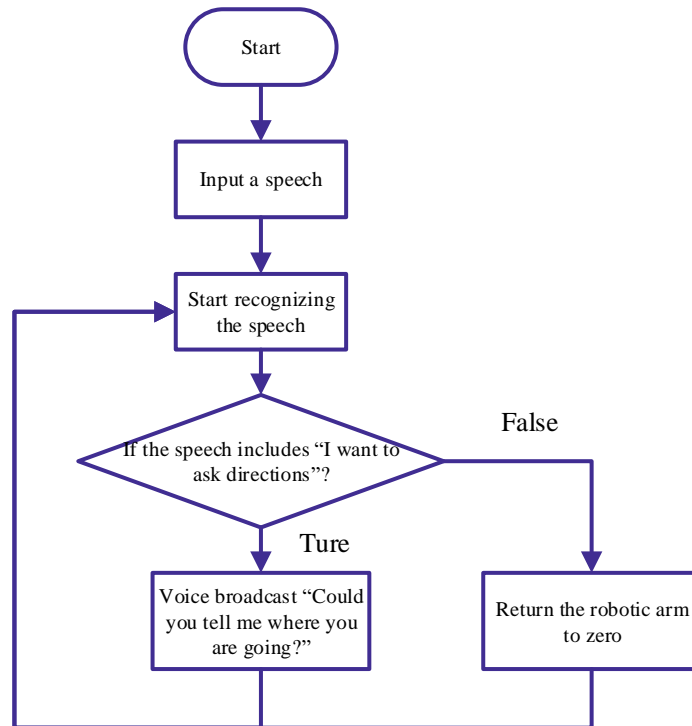 Start
Input a speech
Start recognizing
the speech
If the speech includes “I want to
ask directions”?
False
Ture
Voice broadcast “Could
you tell me where you
are going?”
Return the robotic arm
to zero